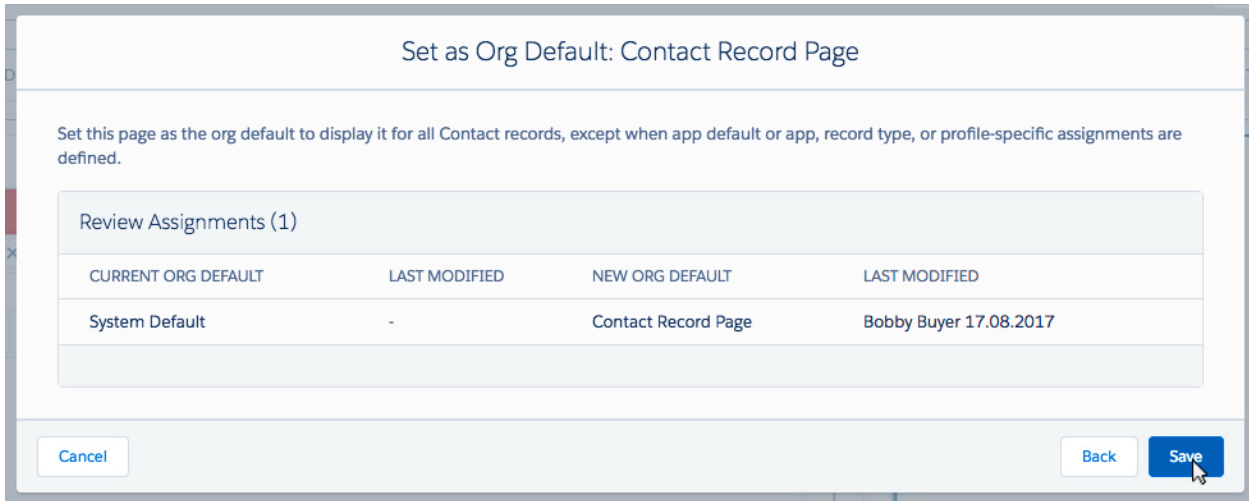 Set as Org Default: Contact Record Page
Set this page as the org default to display it for all Contact records, except when app default or app, record type, or profile-specific assignments are
defined.
Review Assignments (1)
CURRENT ORG DEFAULT LAST MODIFIED NEW ORG DEFAULT LAST MODIFIED
System Default - Contact Record Page Bobby Buyer 17.08.2017
Cancel Back Save